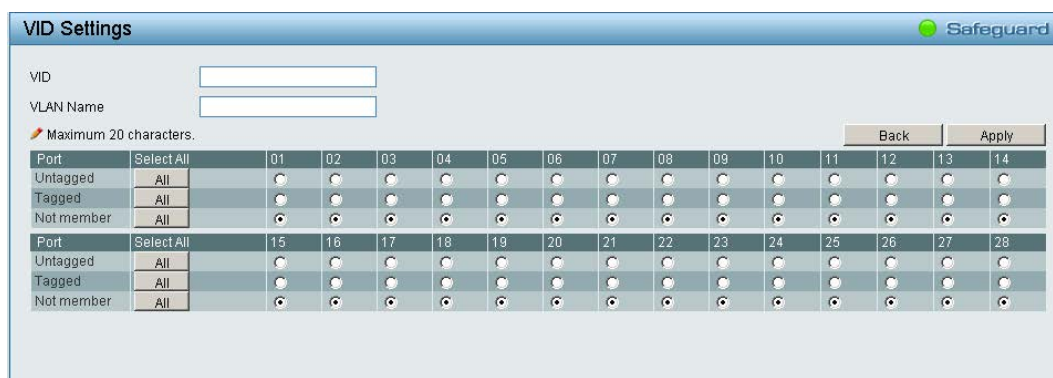 VID Settings Safeguard
VID
VLAN Name
Maximum 20 characters.
Back Apply
Port Select All 01 02 03 04 05 06 07 08 09 10 11 12 13 14
Untagged All
Tagged All
Not member All
Port Select All 15 16 17 18 19 20 21 22 23 24 25 26 27 28
Untagged All
Tagged All
Not member All